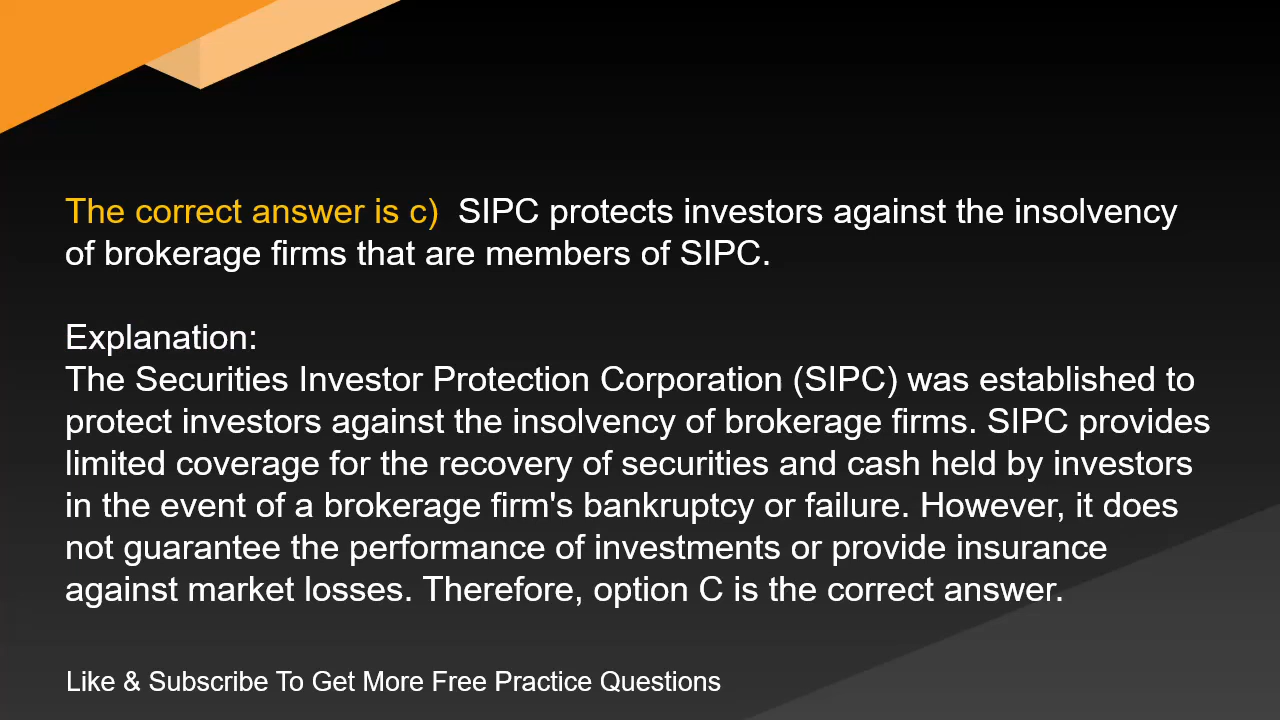 The correct answer is c)  SIPC protects investors against the insolvency
of brokerage firms that are members of SIPC.
Explanation:
The Securities Investor Protection Corporation (SIPC) was established to
protect investors against the insolvency of brokerage firms. SIPC provides
limited coverage for the recovery of securities and cash held by investors
in the event of a brokerage firm's bankruptcy or failure. However, it does
not guarantee the performance of investments or provide insurance
against market losses. Therefore, option C is the correct answer.
Like & Subscribe To Get More Free Practice Questions